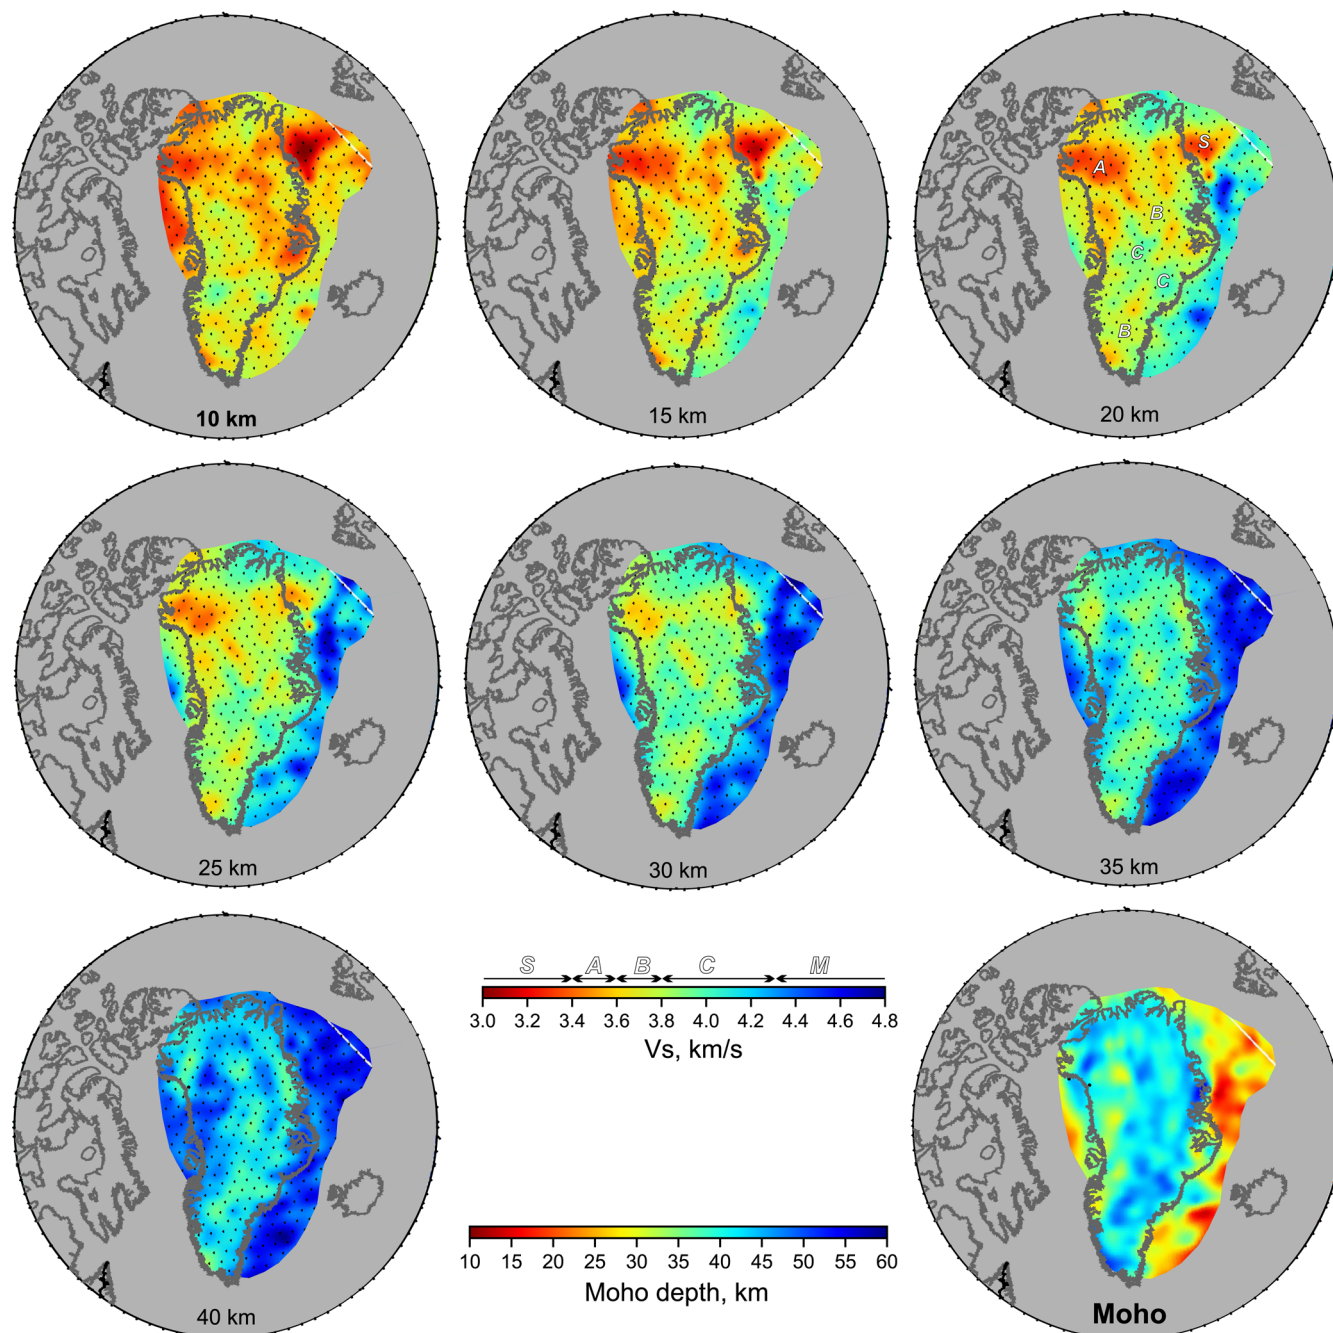 10 km
15 km
S
A
B
C
C
B
20 km
25 km
30 km
35 km
S A B C M
3.0 3.2 3.4 3.6 3.8 4.0 4.2 4.4 4.6 4.8
Vs, km/s
40 km
10 15 20 25 30 35 40 45 50 55 60
Moho depth, km
Moho